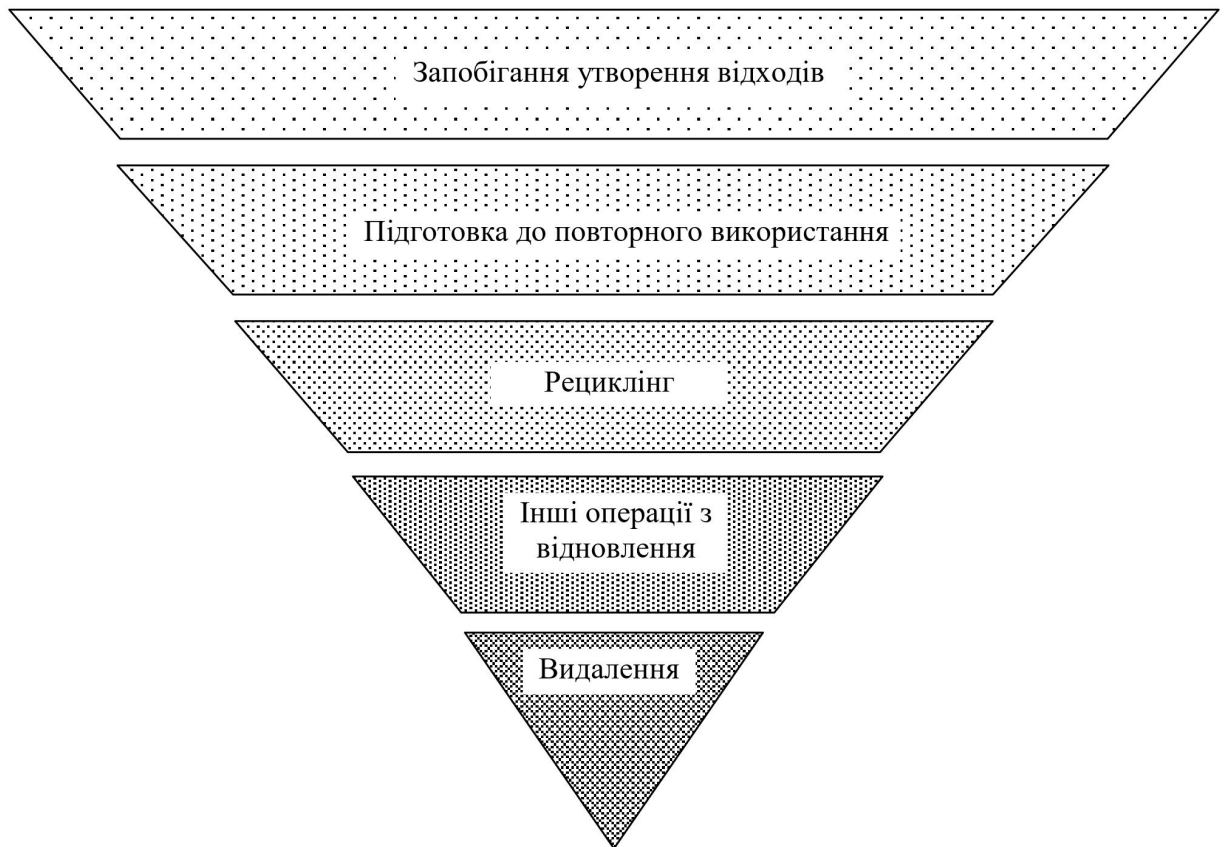 Запобігання утворення відходів
Підготовка до повторного використання
Рециклінг
Інші операції з
відновлення
Видалення